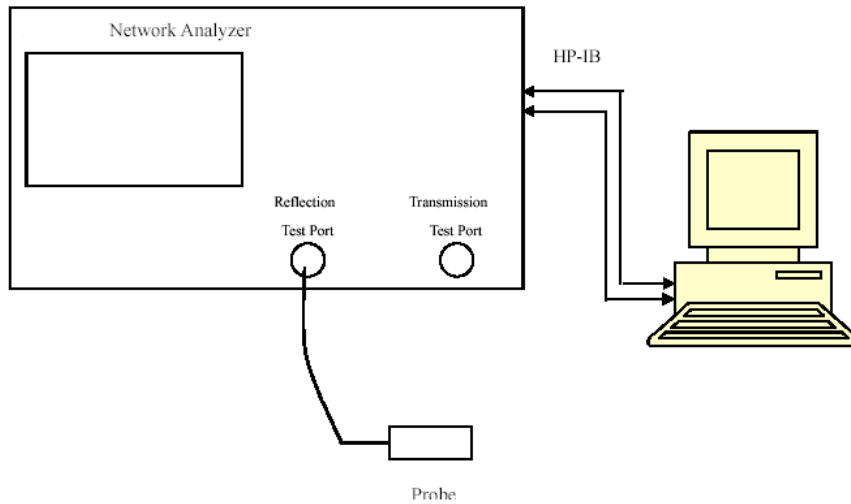 Network Analyzer
HP-IB
Reflection
Test Port
Transmission
Test Port
Probe